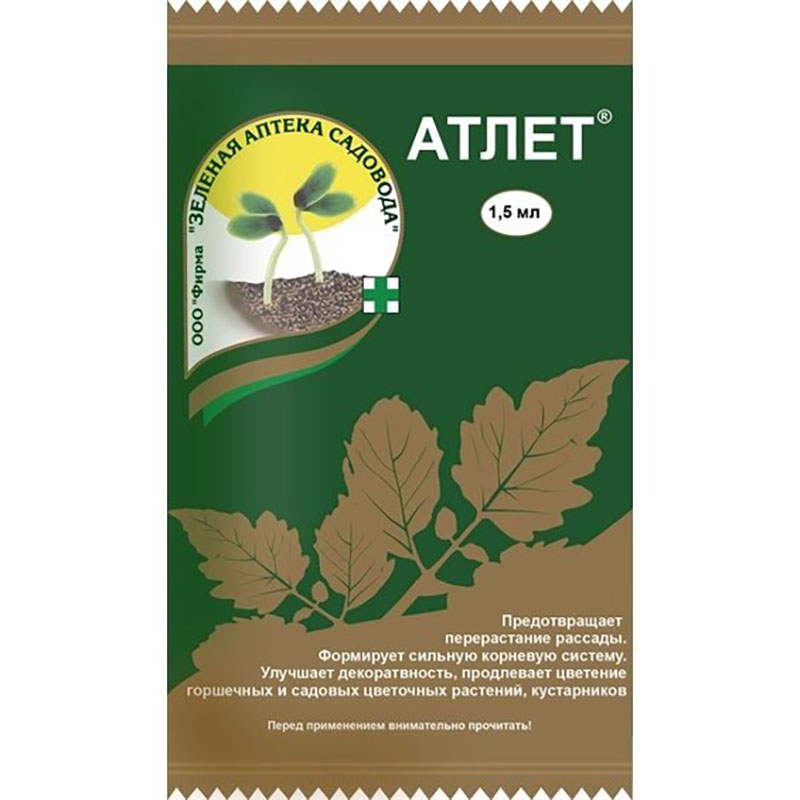 ООО "Фирма "ЗЕЛЕНАЯ АПТЕКА САДОВОДА"
АТЛЕТ®
1,5 мл
Предотвращает
перерастание рассады.
Формирует сильную корневую систему.
Улучшает декоратвность, продлевает цветение
горшечных и садовых цветочных растений, кустарников
Перед применением внимательно прочитать!